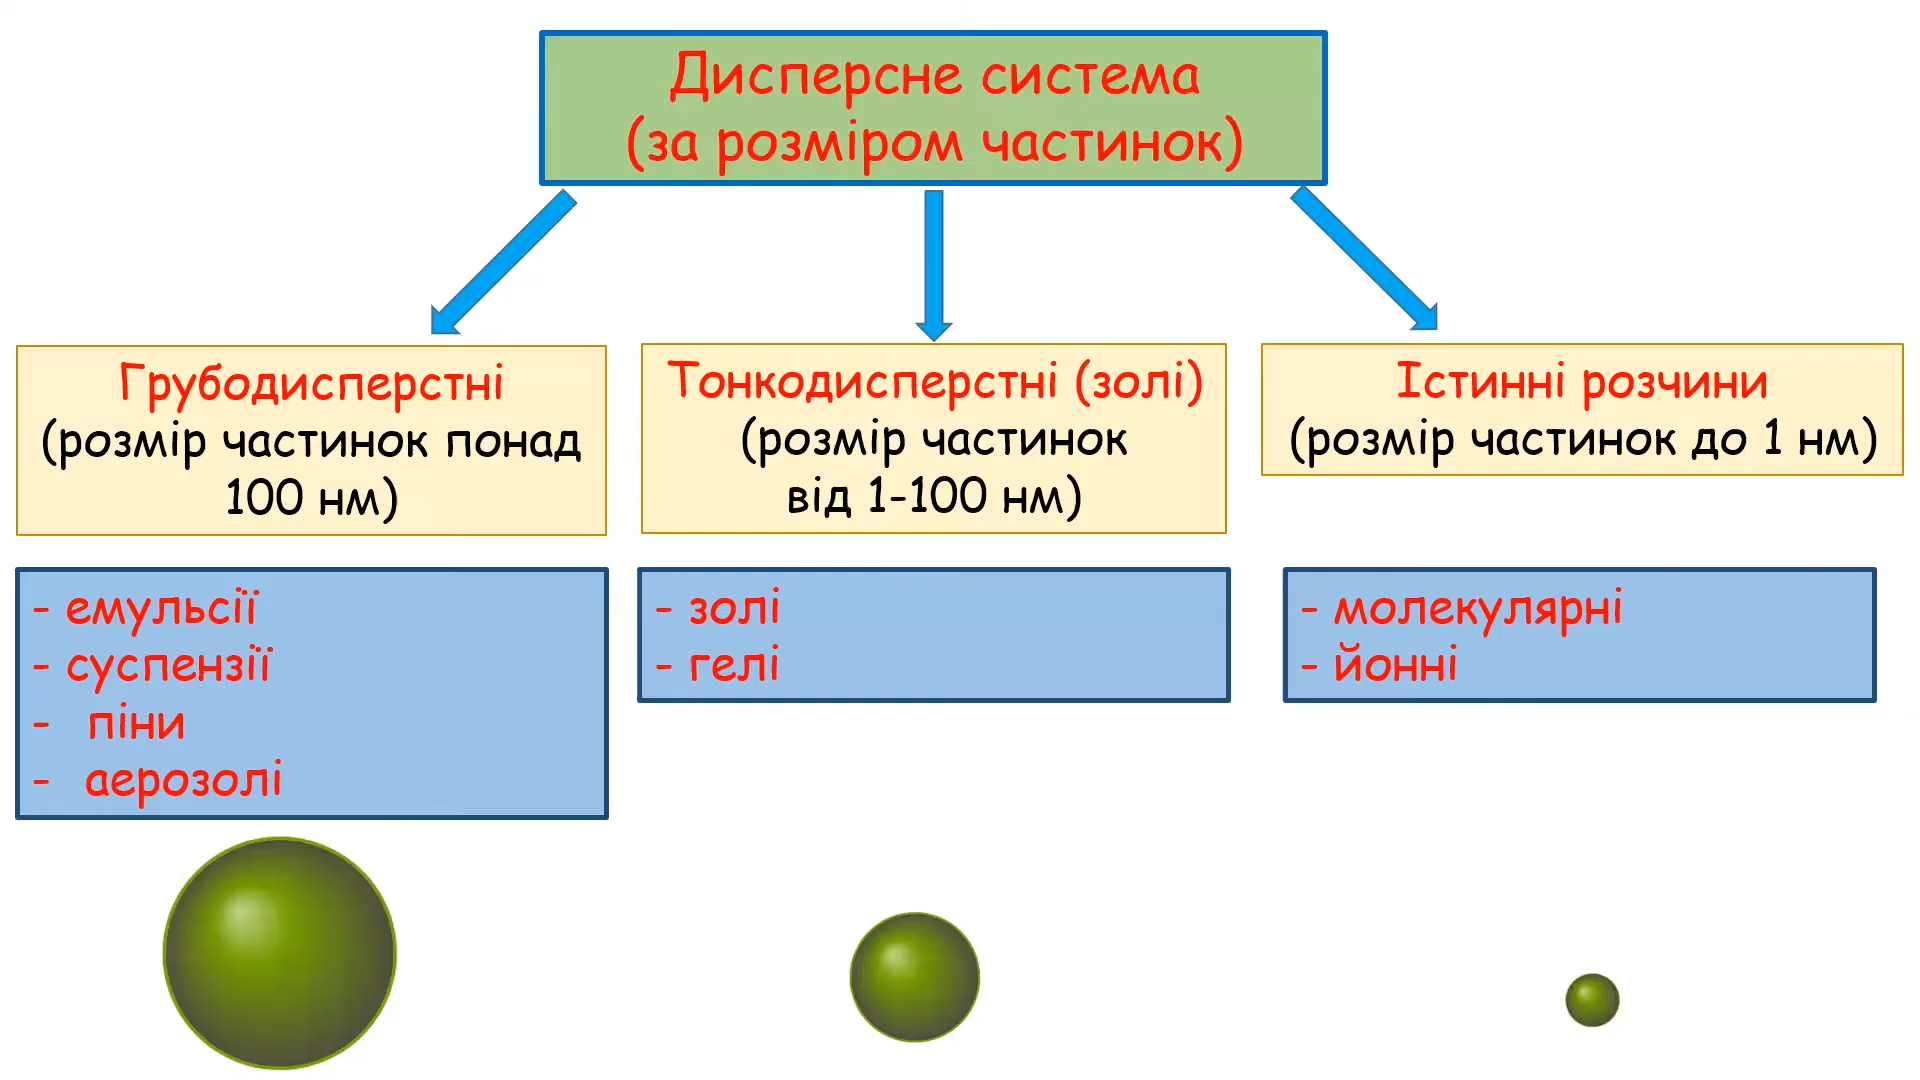 Дисперсне система
(за розміром частинок)
Грубодисперстні
(розмір частинок понад
100 нм)
Тонкодисперстні (золі)
(розмір частинок
від 1-100 нм)
Істинні розчини
(розмір частинок до 1 нм)
- емульсії
- суспензії
- піни
- аерозолі
- золі
- гелі
- молекулярні
- йонні